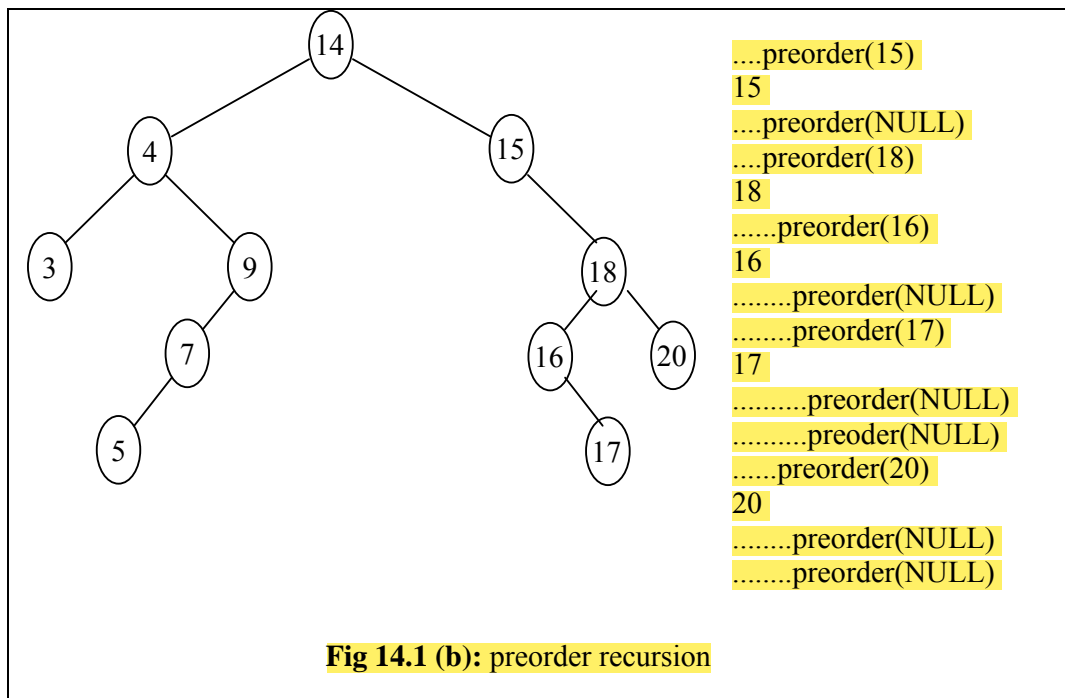 14
4
15
3
9
18
7
16
20
5
17
....preorder(15)
15
....preorder(NULL)
....preorder(18)
18
......preorder(16)
16
........preorder(NULL)
........preorder(17)
17
..........preorder(NULL)
..........preoder(NULL)
......preorder(20)
20
........preorder(NULL)
........preorder(NULL)
Fig 14.1 (b): preorder recursion